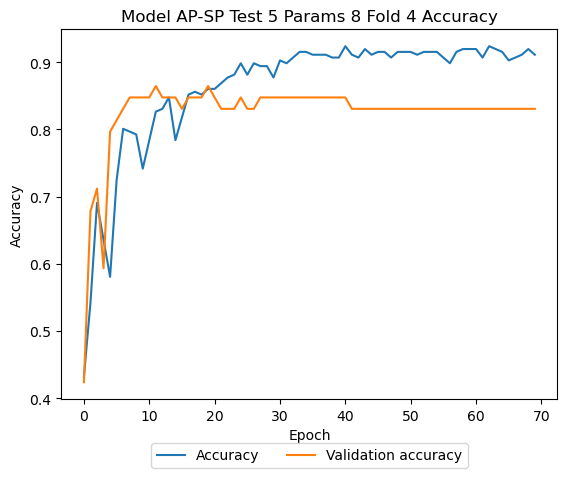 Model AP-SP Test 5 Params 8 Fold 4 Accuracy
Accuracy
0.9
0.8
0.7
0.6
0.5
0.4
0 10 20 30 40 50 60 70
Epoch
Accuracy Validation accuracy